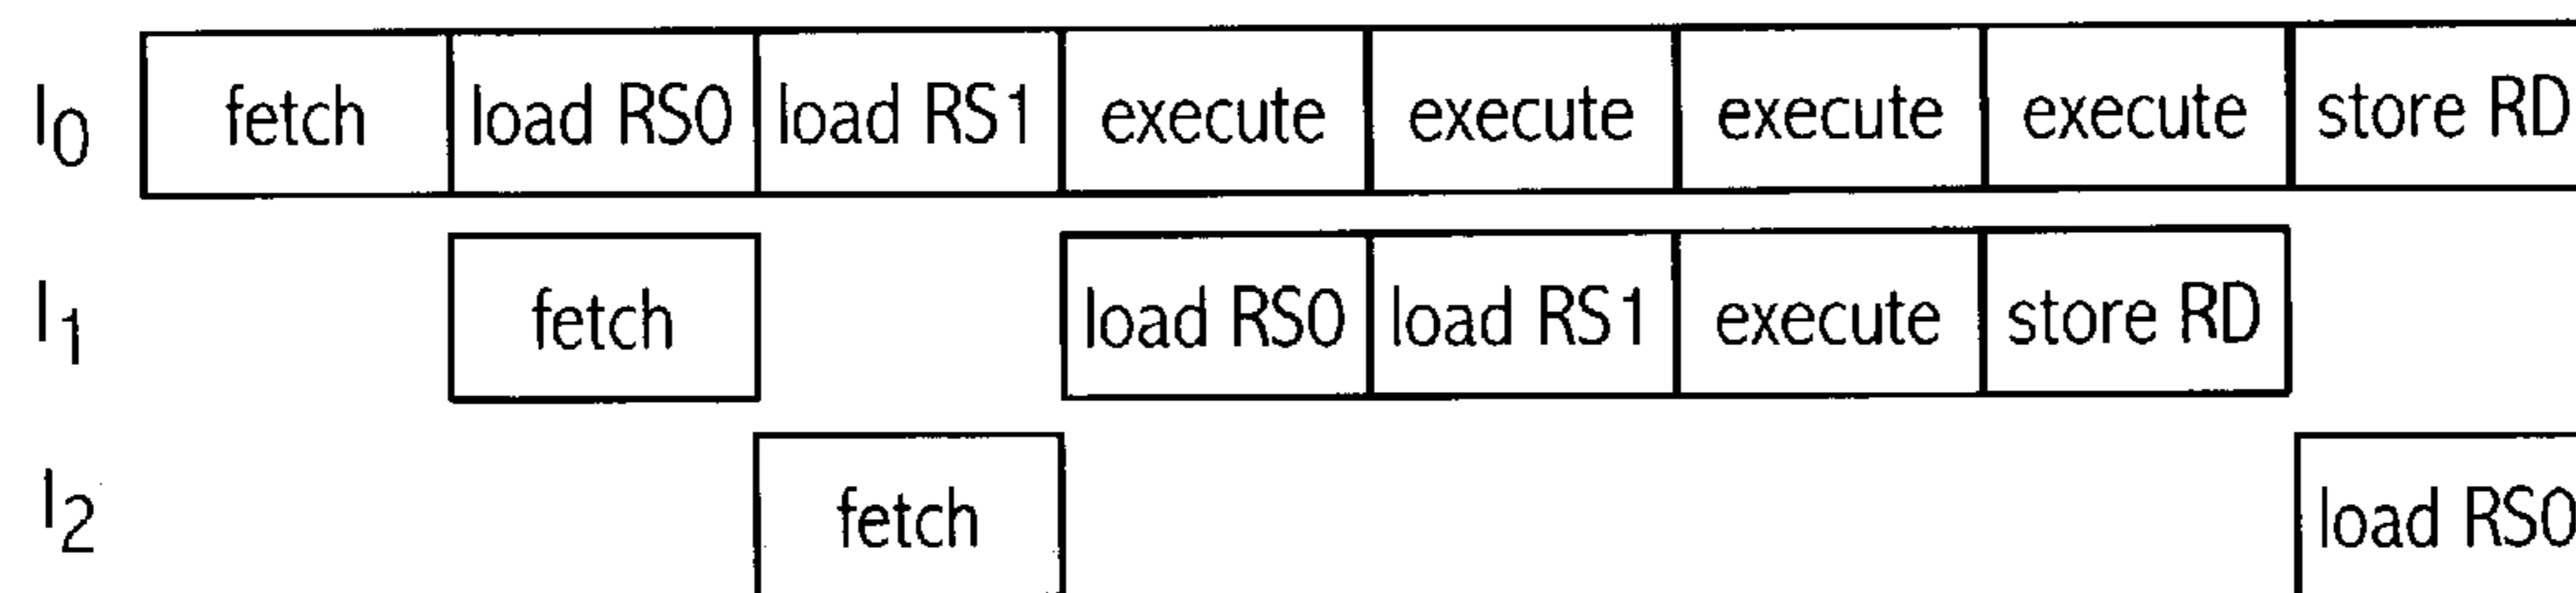 I0 fetch load RS0 load RS1 execute execute execute execute store RD
I1 fetch load RS0 load RS1 execute store RD
I2 fetch load RS0